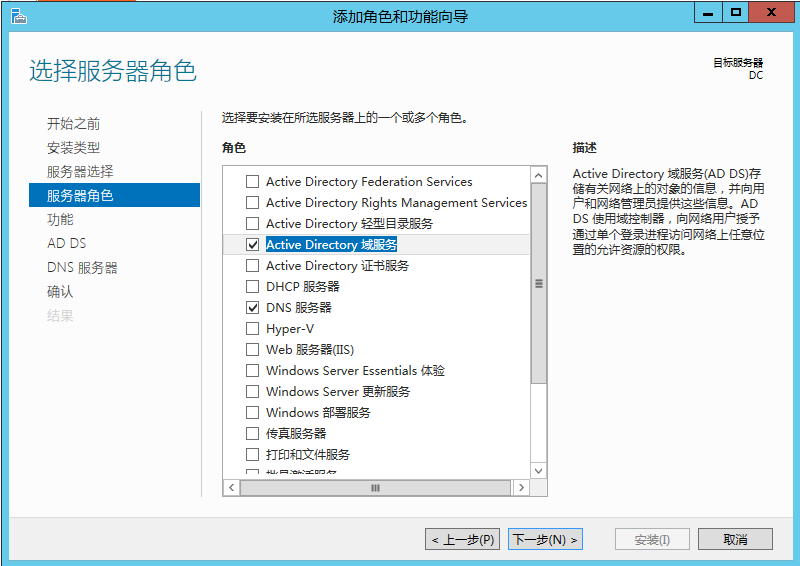 添加角色和功能向导
选择服务器角色
目标服务器
DC
开始之前
安装类型
服务器选择
服务器角色
功能
AD DS
DNS 服务器
确认
结果
选择要安装在所选服务器上的一个或多个角色。
角色
Active Directory Federation Services
Active Directory Rights Management Services
Active Directory 轻型目录服务
Active Directory 域服务
Active Directory 证书服务
DHCP 服务器
DNS 服务器
Hyper-V
Web 服务器(IIS)
Windows Server Essentials 体验
Windows Server 更新服务
Windows 部署服务
传真服务器
打印和文件服务
批量激活服务
描述
Active Directory 域服务(AD DS)存
储有关网络上的对象的信息，并向用
户和网络管理员提供这些信息。AD
DS 使用域控制器，向网络用户授予
通过单个登录进程访问网络上任意位
置的允许资源的权限。
< 上一步(P)
下一步(N) >
安装(I)
取消